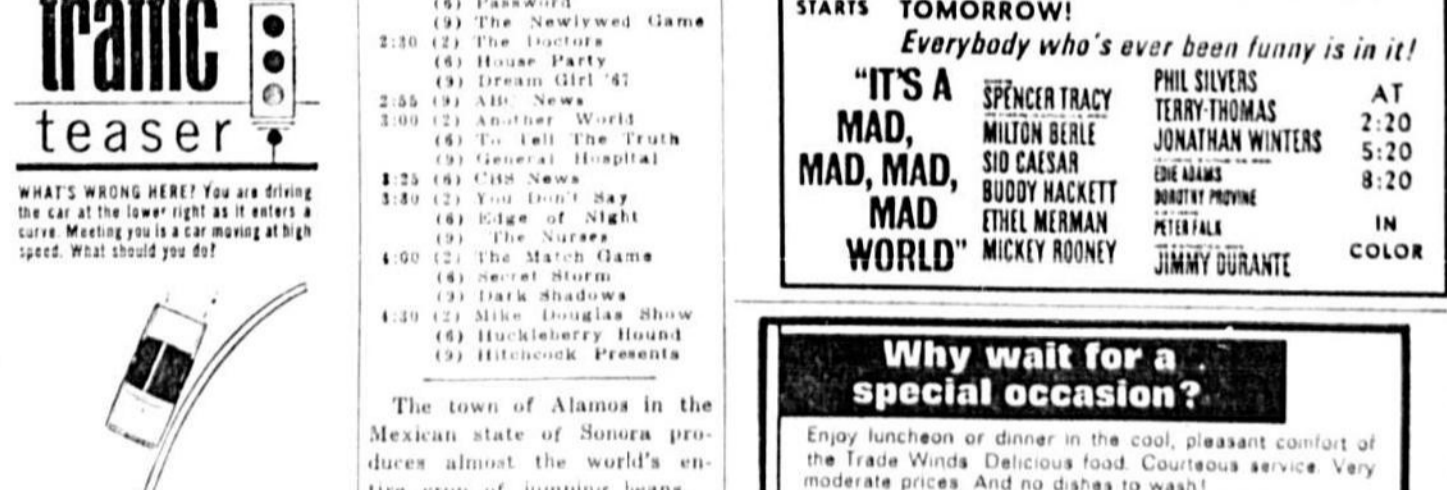 traffic
teaser
WHAT'S WRONG HERE? You are driving
the car at the lower right as it enters a
curve. Meeting you is a car moving at high
speed. What should you do?
(6) Password
(9) The Newlywed Game
2:30 (2) The Doctors
(6) House Party
(9) Dream Girl '67
2:55 (9) ABC News
3:00 (2) Another World
(6) To Tell The Truth
(9) General Hospital
3:25 (6) CBS News
3:30 (2) You Don't Say
(6) Edge of Night
(9) The Nurses
4:00 (2) The Match Game
(6) Secret Storm
(9) Dark Shadows
4:30 (2) Mike Douglas Show
(6) Huckleberry Hound
(9) Hitchcock Presents
The town of Alamos in the
Mexican state of Sonora pro-
duces almost the world's en-
tire crop of jumping beans
STARTS TOMORROW!
Everybody who's ever been funny is in it!
"IT'S A
MAD,
MAD, MAD,
MAD
WORLD"
SPENCER TRACY
MILTON BERLE
SID CAESAR
BUDDY HACKETT
ETHEL MERMAN
MICKEY ROONEY
PHIL SILVERS
TERRY-THOMAS
JONATHAN WINTERS
EDIE ADAMS
DOROTHY PROVINE
PETER FALK
JIMMY DURANTE
AT
2:20
5:20
8:20
IN
COLOR
Why wait for a
special occasion?
Enjoy luncheon or dinner in the cool, pleasant comfort of
the Trade Winds. Delicious food. Courteous service. Very
moderate prices. And no dishes to wash!